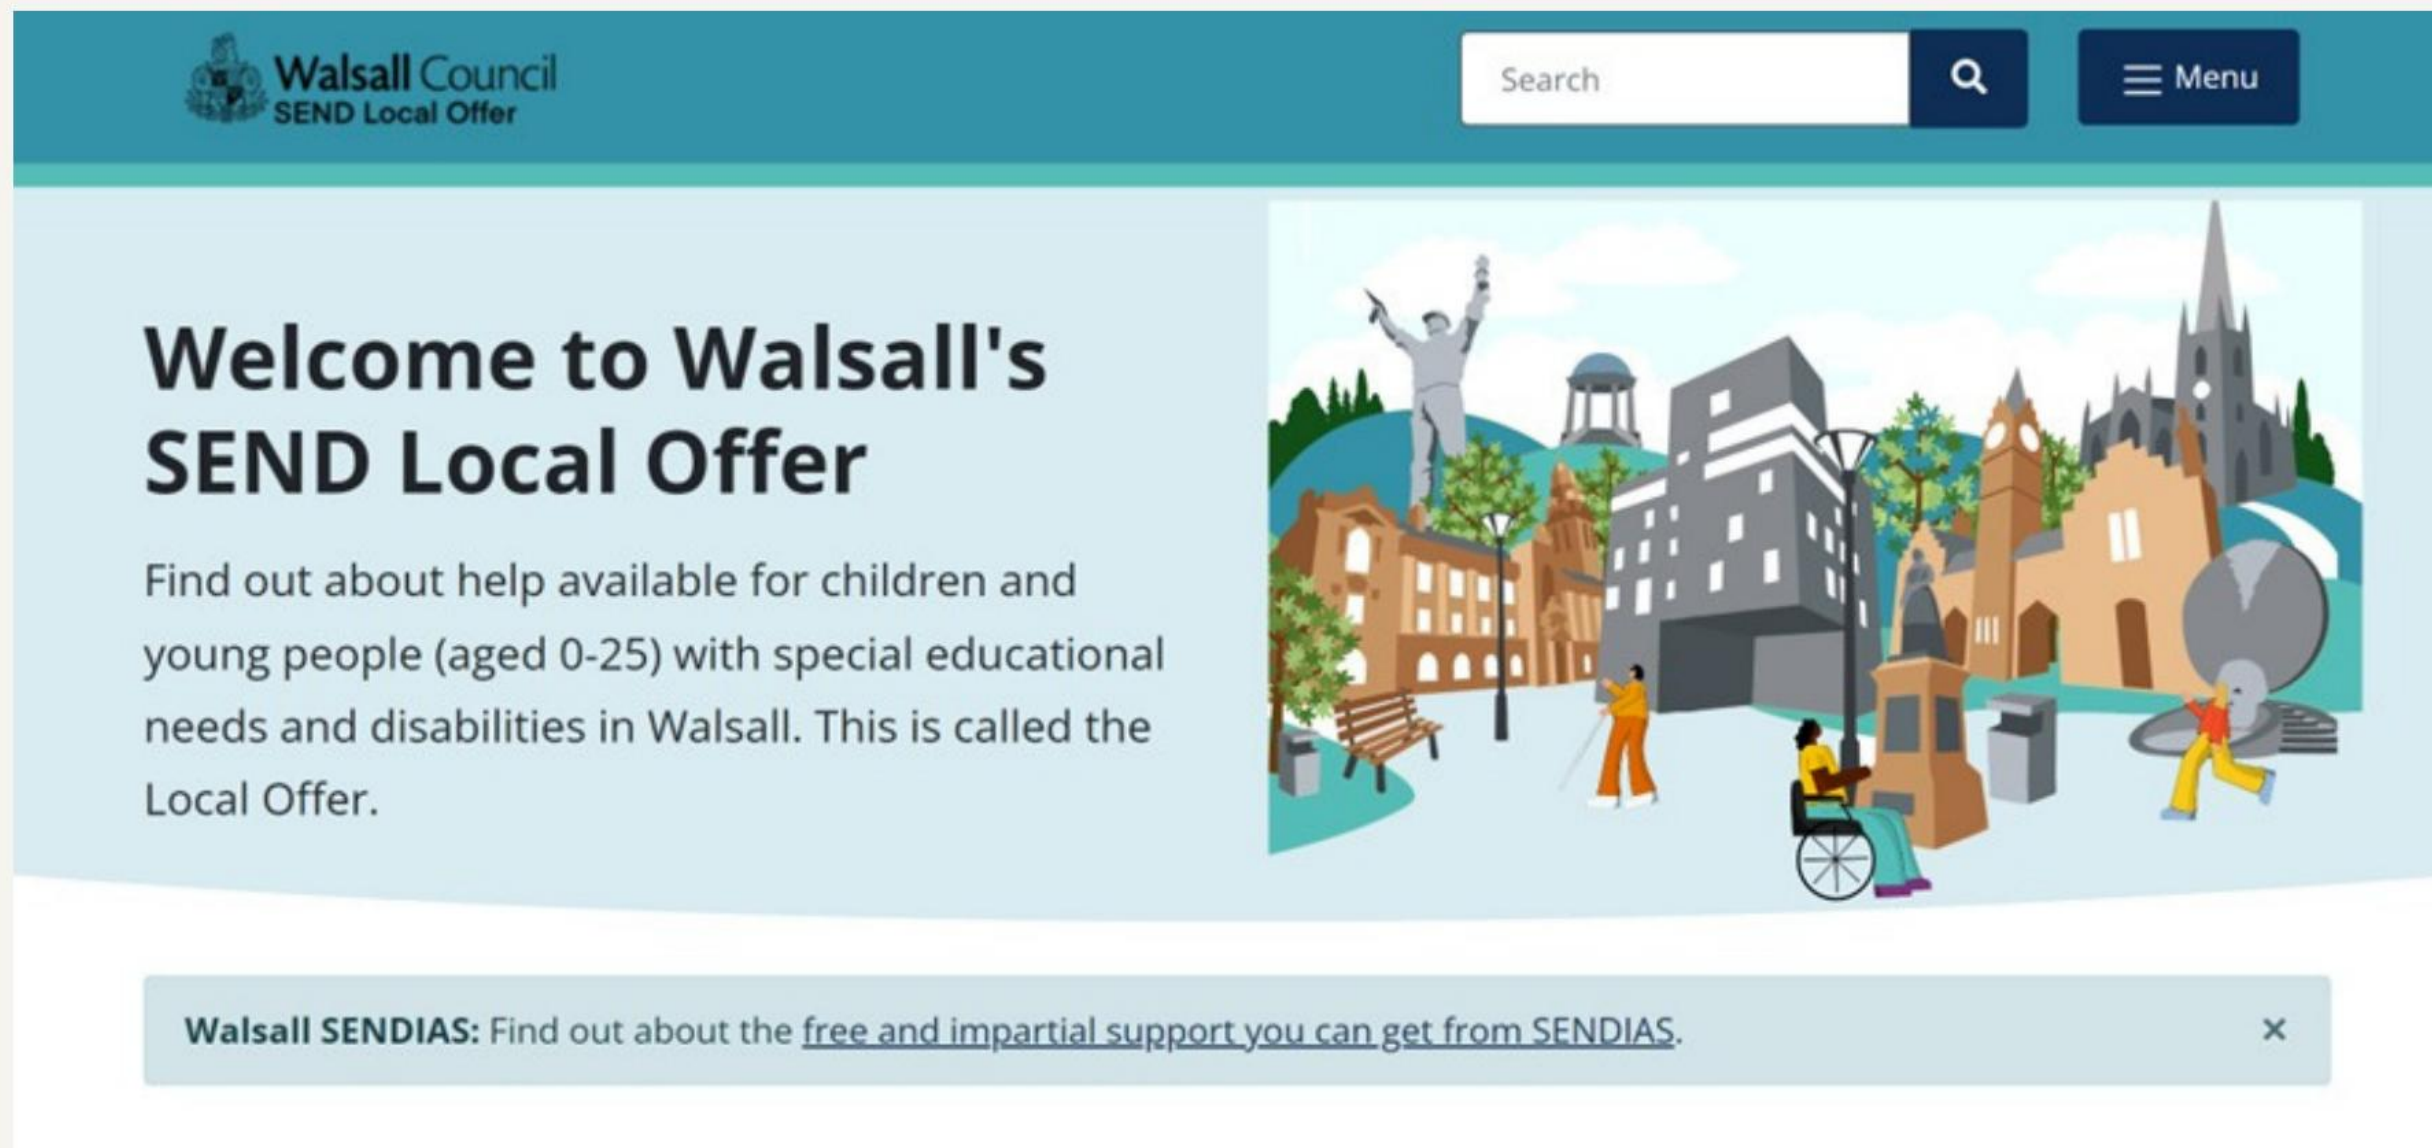 Walsall Council
SEND Local Offer
Search
Menu
Welcome to Walsall's
SEND Local Offer
Find out about help available for children and
young people (aged 0-25) with special educational
needs and disabilities in Walsall. This is called the
Local Offer.
Walsall SENDIAS: Find out about the free and impartial support you can get from SENDIAS.